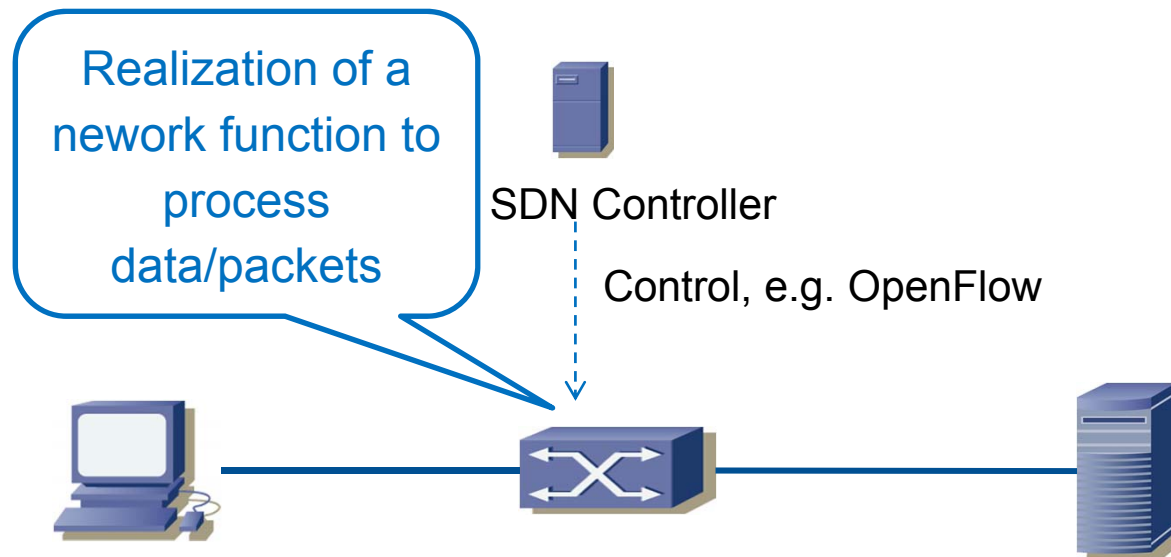 Realization of a
nework function to
process
data/packets
SDN Controller
Control, e.g. OpenFlow